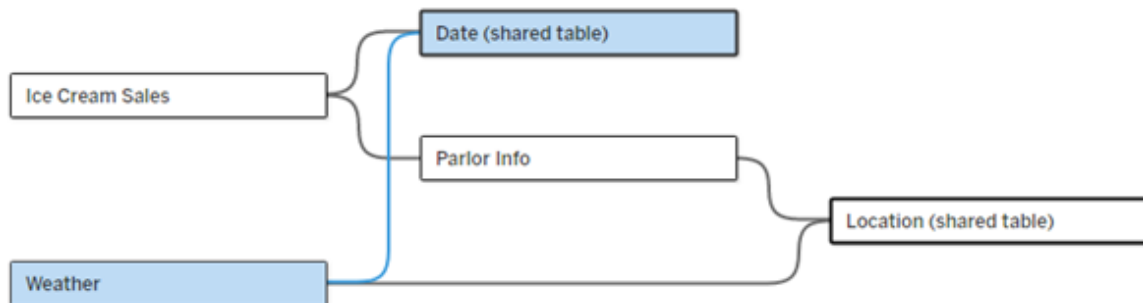 Date (shared table)
Ice Cream Sales
Parlor Info
Location (shared table)
Weather